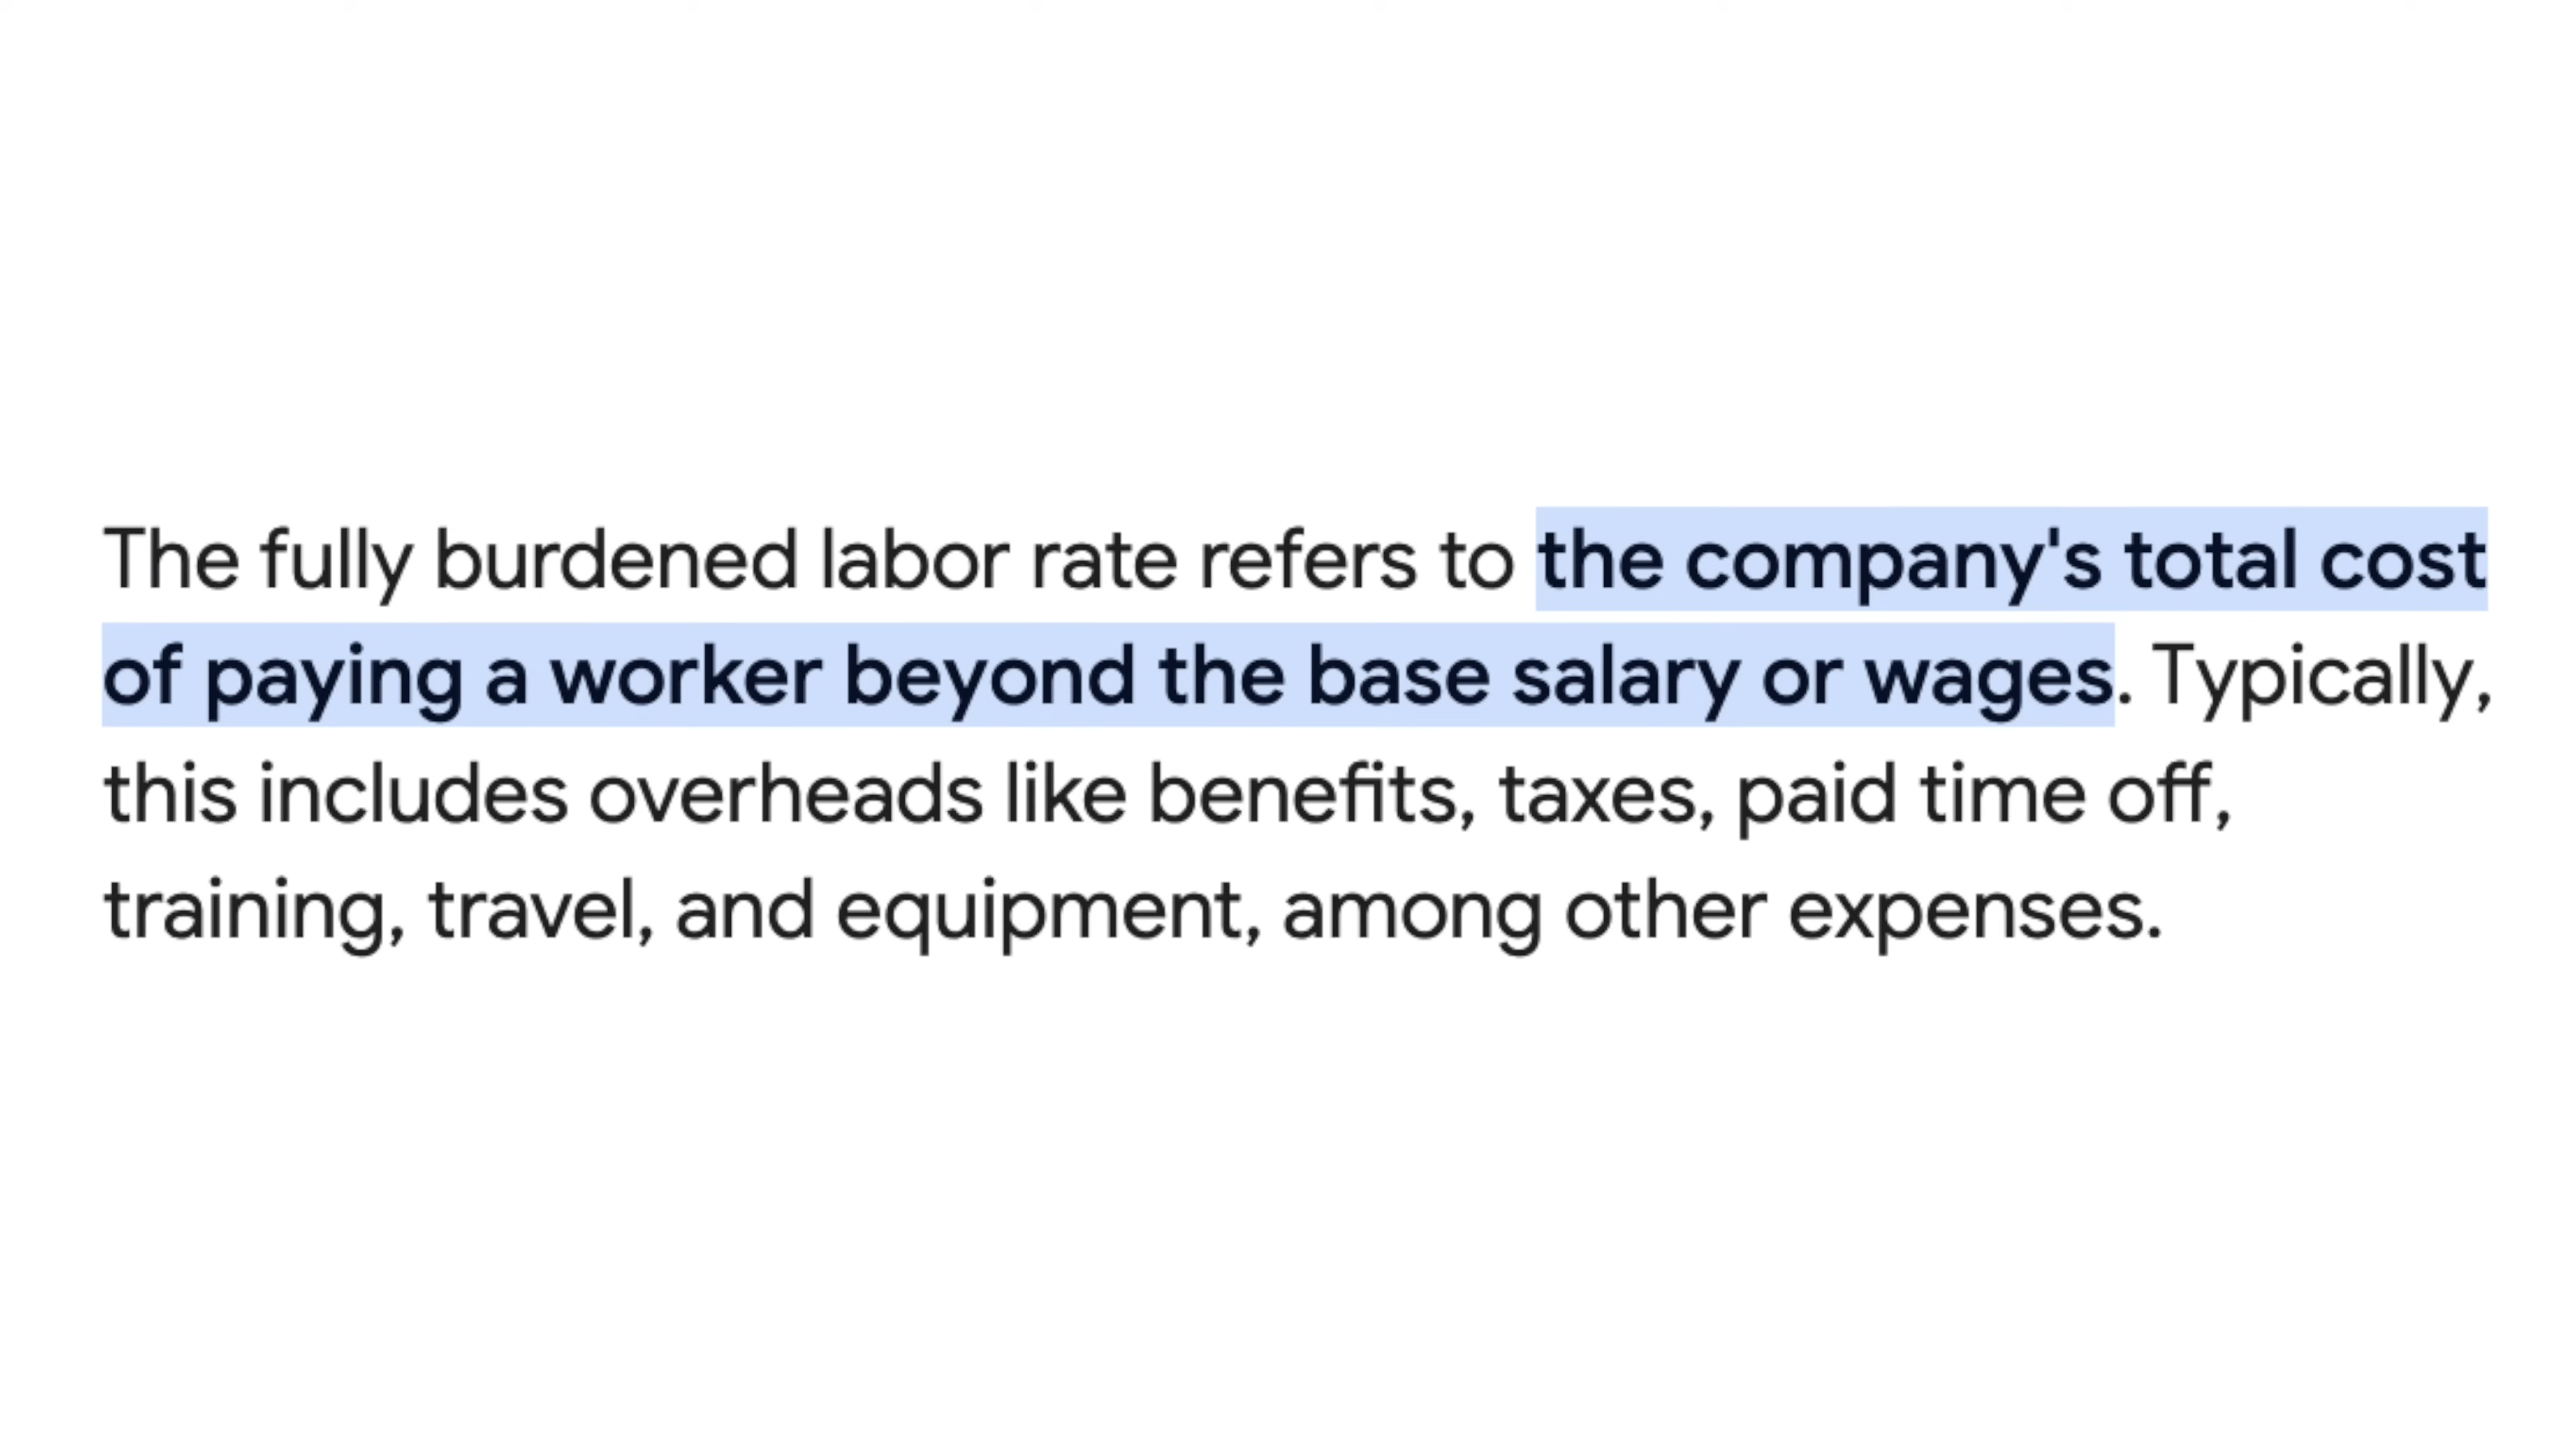 The fully burdened labor rate refers to the company's total cost
of paying a worker beyond the base salary or wages. Typically,
this includes overheads like benefits, taxes, paid time off,
training, travel, and equipment, among other expenses.